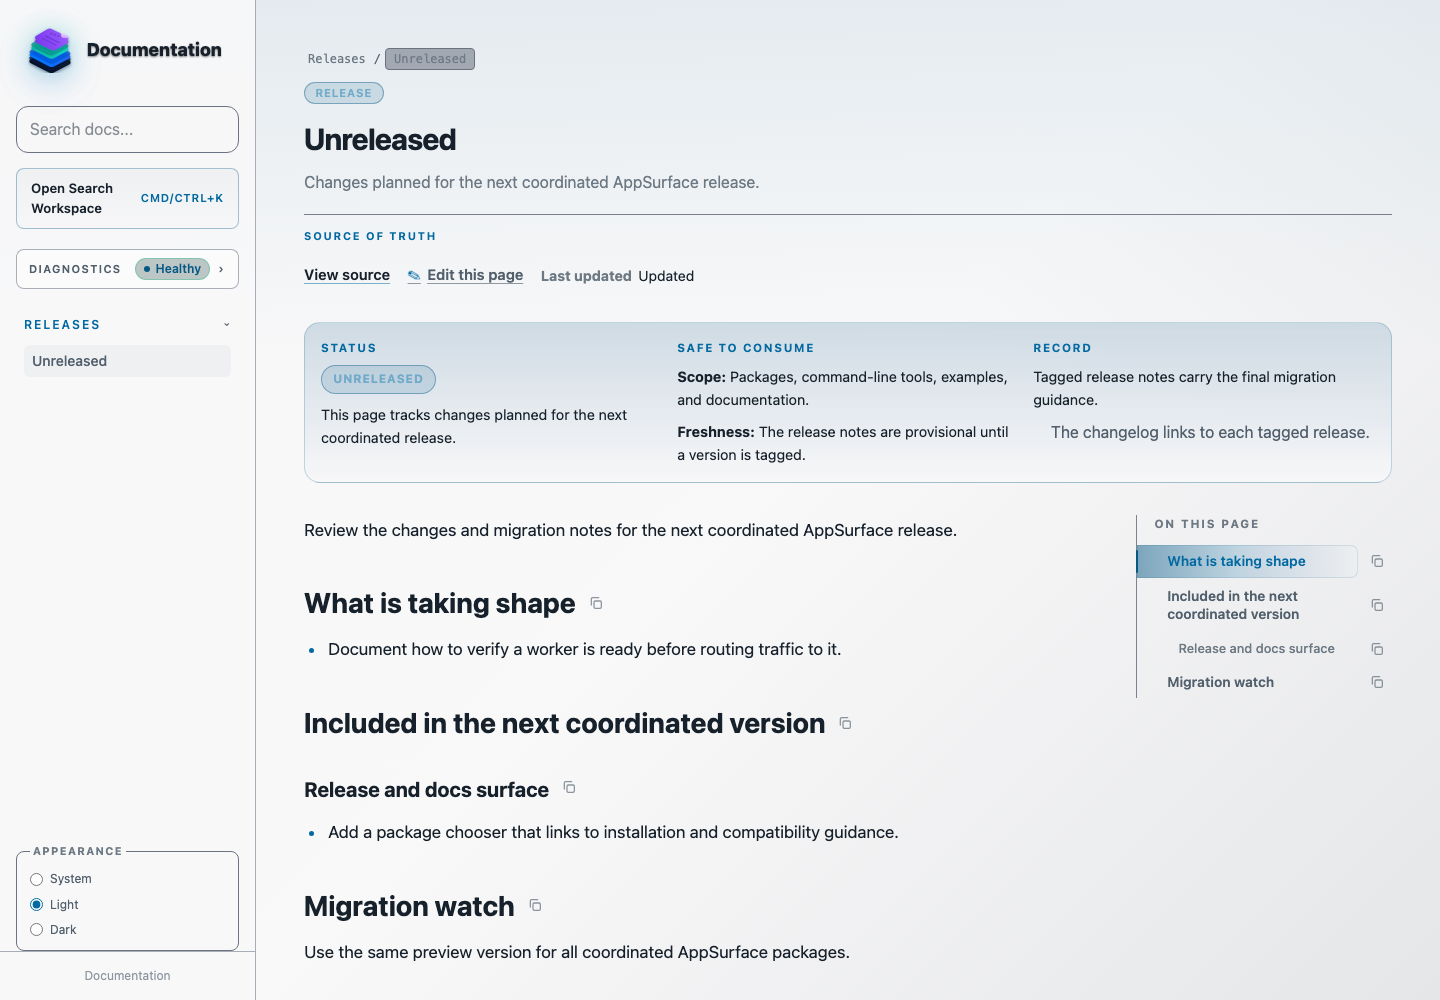 Documentation
Search docs...
Open Search
Workspace
CMD/CTRL+K
DIAGNOSTICS
Healthy
RELEASES
Unreleased
APPEARANCE
System
Light
Dark
Documentation
Releases / Unreleased
RELEASE
Unreleased
Changes planned for the next coordinated AppSurface release.
SOURCE OF TRUTH
View source ✎ Edit this page Last updated Updated
STATUS
UNRELEASED
This page tracks changes planned for the next
coordinated release.
SAFE TO CONSUME
Scope: Packages, command-line tools, examples,
and documentation.
Freshness: The release notes are provisional until
a version is tagged.
RECORD
Tagged release notes carry the final migration
guidance.
The changelog links to each tagged release.
Review the changes and migration notes for the next coordinated AppSurface release.
What is taking shape
• Document how to verify a worker is ready before routing traffic to it.
Included in the next coordinated version
Release and docs surface
• Add a package chooser that links to installation and compatibility guidance.
Migration watch
Use the same preview version for all coordinated AppSurface packages.
ON THIS PAGE
What is taking shape
Included in the next
coordinated version
Release and docs surface
Migration watch